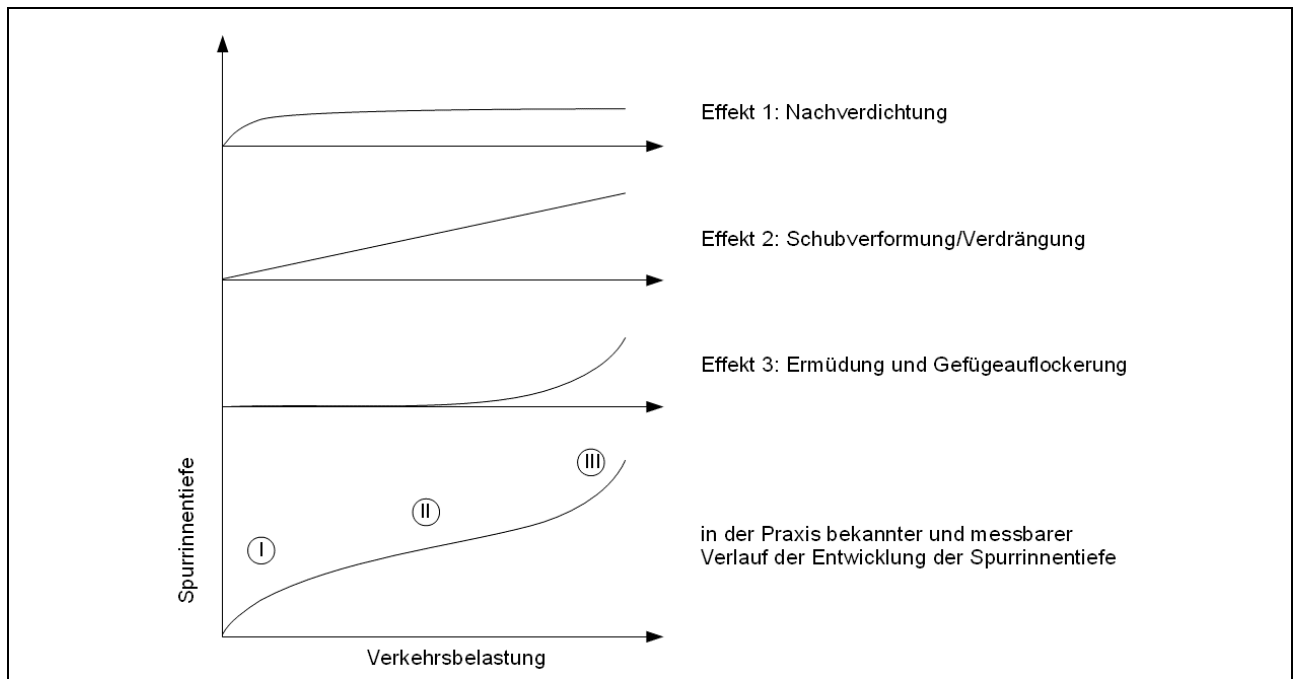 Effekt 1: Nachverdichtung
Effekt 2: Schubverformung/Verdrängung
Effekt 3: Ermüdung und Gefügeauflockerung
Spurrinnentiefe
I
II
III
in der Praxis bekannter und messbarer
Verlauf der Entwicklung der Spurrinnentiefe
Verkehrsbelastung